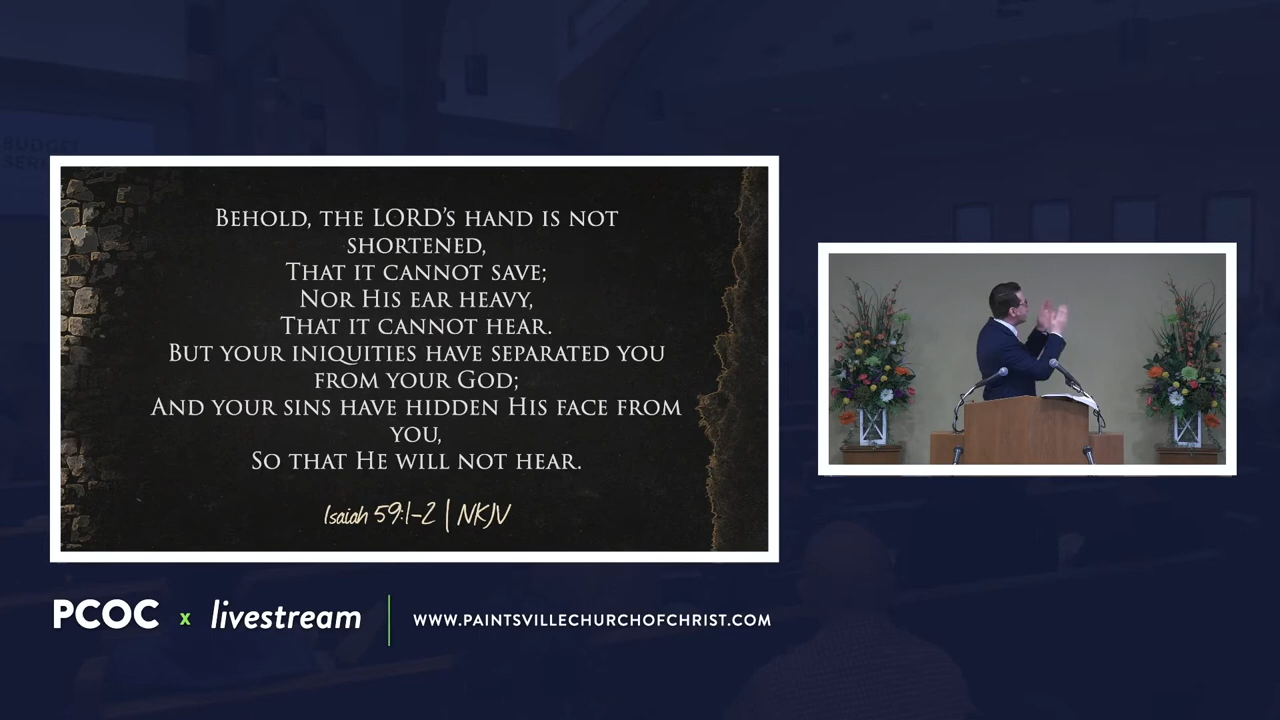 BEHOLD, THE LORD'S HAND IS NOT
SHORTENED,
THAT IT CANNOT SAVE;
NOR HIS EAR HEAVY,
THAT IT CANNOT HEAR.
BUT YOUR INIQUITIES HAVE SEPARATED YOU
FROM YOUR GOD;
AND YOUR SINS HAVE HIDDEN HIS FACE FROM
YOU,
SO THAT HE WILL NOT HEAR.
Isaiah 59:1-2 | NKJV
PCOC x livestream | WWW.PAINTSVILLECHURCHOFCHRIST.COM